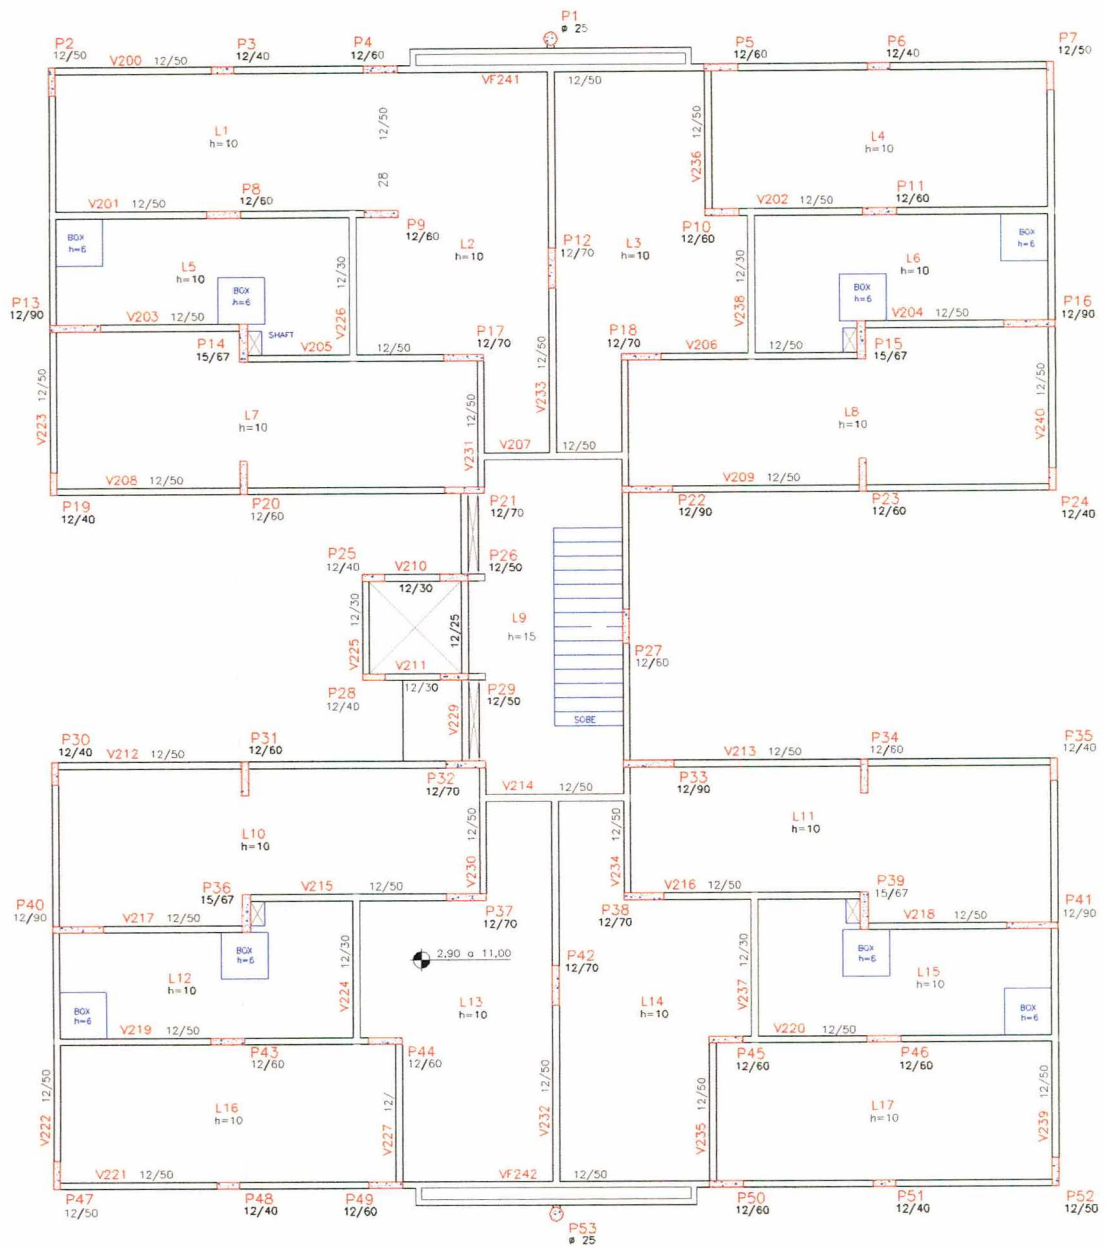 P1
ø 25
P2
12/50
V200 12/50
P3
12/40
P4
12/60
P5
12/60
P6
12/40
P7
12/50
VF241
12/50
L1
h=10
12/50
28
V236
12/50
L4
h=10
V201 12/50
P8
12/60
P9
12/60
L2
h=10
P12
12/70
L3
h=10
P10
12/60
V202 12/50
P11
12/60
BOX
h=6
L5
h=10
BOX
h=6
V226
12/30
V238
12/30
L6
h=10
BOX
h=6
BOX
h=6
P13
12/90
V203 12/50
SHAFT
P14
15/67
V205
12/50
P17
12/70
V233
12/50
P18
12/70
V206 12/50
V204 12/50
P15
15/67
P16
12/90
V223
12/50
L7
h=10
V231
12/50
L8
h=10
V240
12/50
V207
12/50
V208 12/50
V209 12/50
P19
12/40
P20
12/60
P21
12/70
P22
12/90
P23
12/60
P24
12/40
P25
12/40
V210
12/30
P26
12/50
V225
12/30
12/25
L9
h=15
P27
12/60
V211
12/30
P28
12/40
P29
12/50
V229
SOBE
P30
12/40
V212 12/50
P31
12/60
P32
12/70
V214
12/50
P33
12/90
V213 12/50
P34
12/60
P35
12/40
L10
h=10
V230
12/50
V234
12/50
L11
h=10
P36
15/67
V215
12/50
V216 12/50
P39
15/67
P40
12/90
V217 12/50
P37
12/70
P38
12/70
V218 12/50
P41
12/90
BOX
h=6
L12
h=10
BOX
h=6
V224
12/30
2,90 a 11,00
P42
12/70
V237
12/30
BOX
h=6
L15
h=10
BOX
h=6
L13
h=10
L14
h=10
V219 12/50
P43
12/60
P44
12/60
V220 12/50
P45
12/60
P46
12/60
V222
12/50
L16
h=10
V227
12/
V232
12/50
V235
12/50
L17
h=10
V239
12/50
V221 12/50
VF242
12/50
P47
12/50
P48
12/40
P49
12/60
P50
12/60
P51
12/40
P52
12/50
P53
ø 25